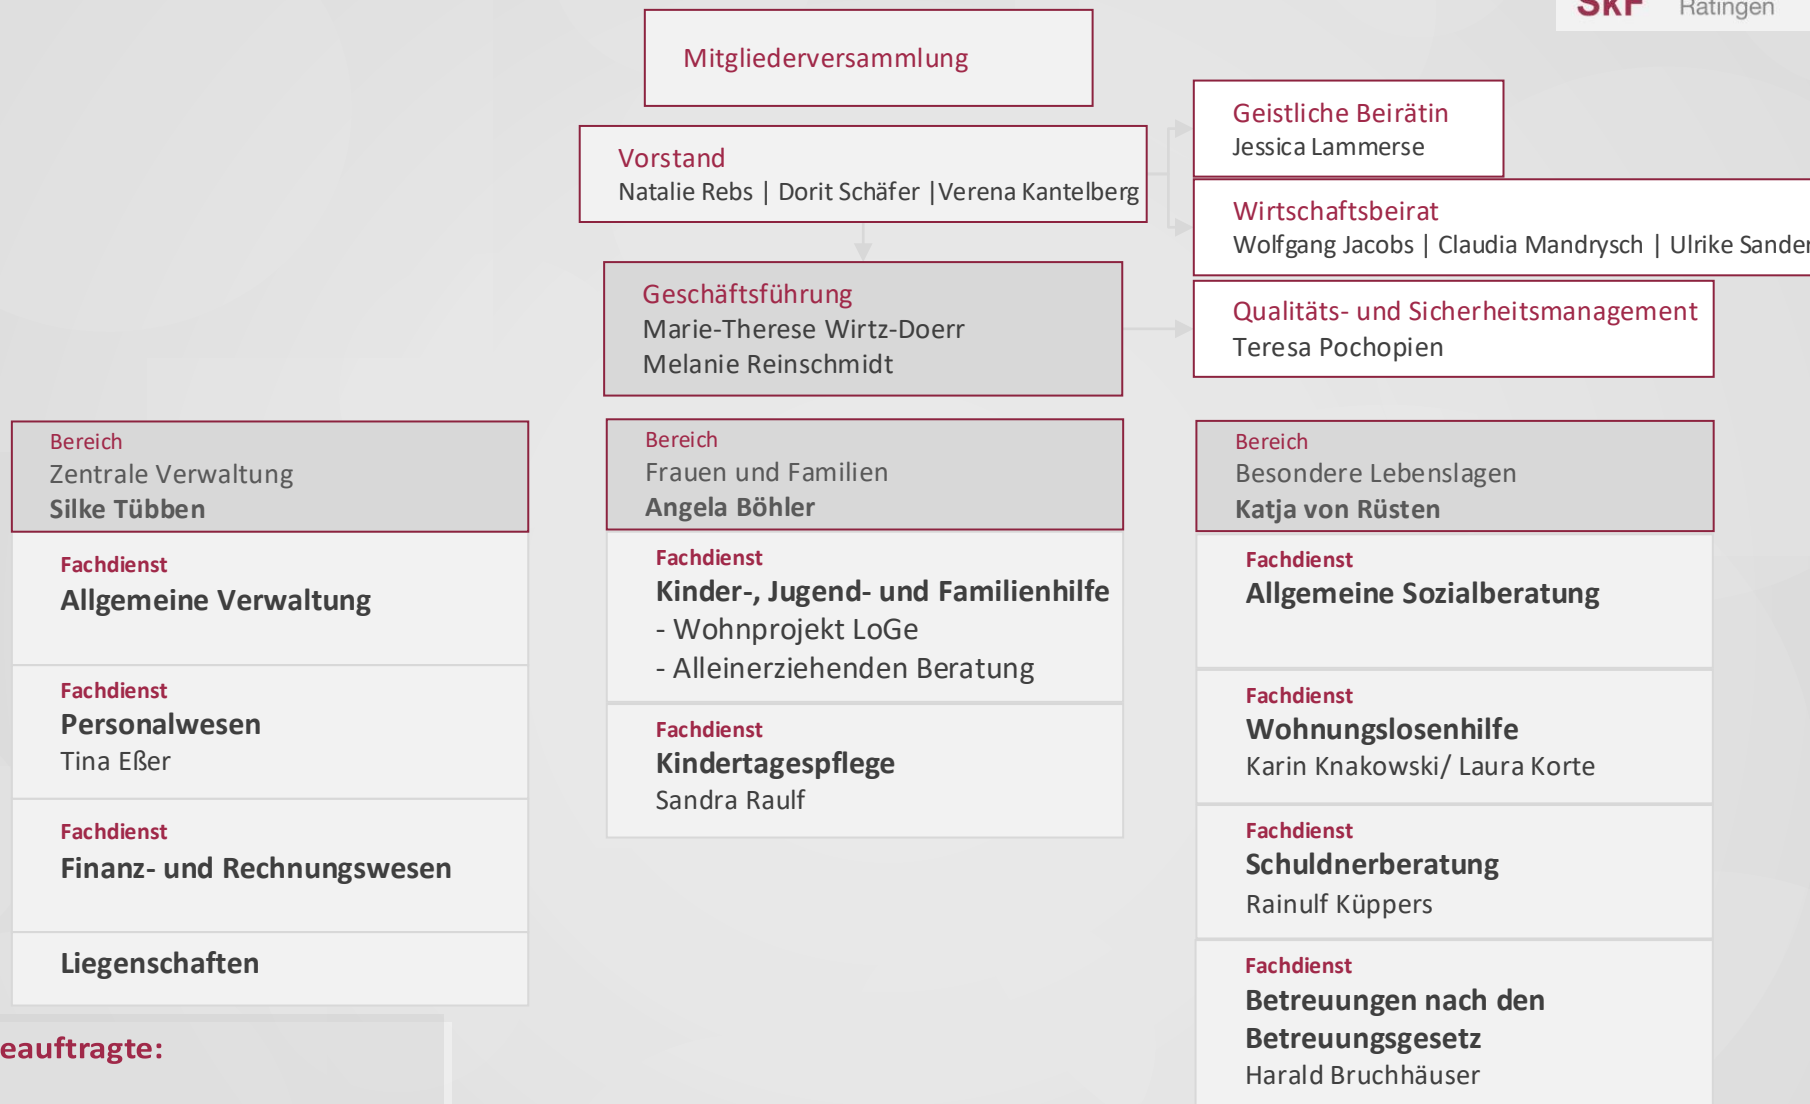 SkF Ratingen
Mitgliederversammlung
Vorstand
Natalie Rebs | Dorit Schäfer |Verena Kantelberg
Geistliche Beirätin
Jessica Lammerse
Wirtschaftsbeirat
Wolfgang Jacobs | Claudia Mandrysch | Ulrike Sander
Geschäftsführung
Marie-Therese Wirtz-Doerr
Melanie Reinschmidt
Qualitäts- und Sicherheitsmanagement
Teresa Pochopien
Bereich
Zentrale Verwaltung
Silke Tübben
Fachdienst
Allgemeine Verwaltung
Fachdienst
Personalwesen
Tina Eßer
Fachdienst
Finanz- und Rechnungswesen
Liegenschaften
eauftragte:
Bereich
Frauen und Familien
Angela Böhler
Fachdienst
Kinder-, Jugend- und Familienhilfe
- Wohnprojekt LoGe
- Alleinerziehenden Beratung
Fachdienst
Kindertagespflege
Sandra Raulf
Bereich
Besondere Lebenslagen
Katja von Rüsten
Fachdienst
Allgemeine Sozialberatung
Fachdienst
Wohnungslosenhilfe
Karin Knakowski/ Laura Korte
Fachdienst
Schuldnerberatung
Rainulf Küppers
Fachdienst
Betreuungen nach den
Betreuungsgesetz
Harald Bruchhäuser